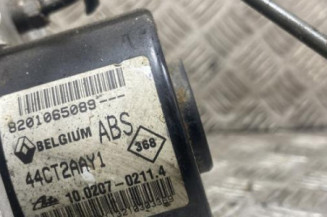 8201065089---
BELGIUM ABS
368
44CT2AAY1
10.0207-0211.4